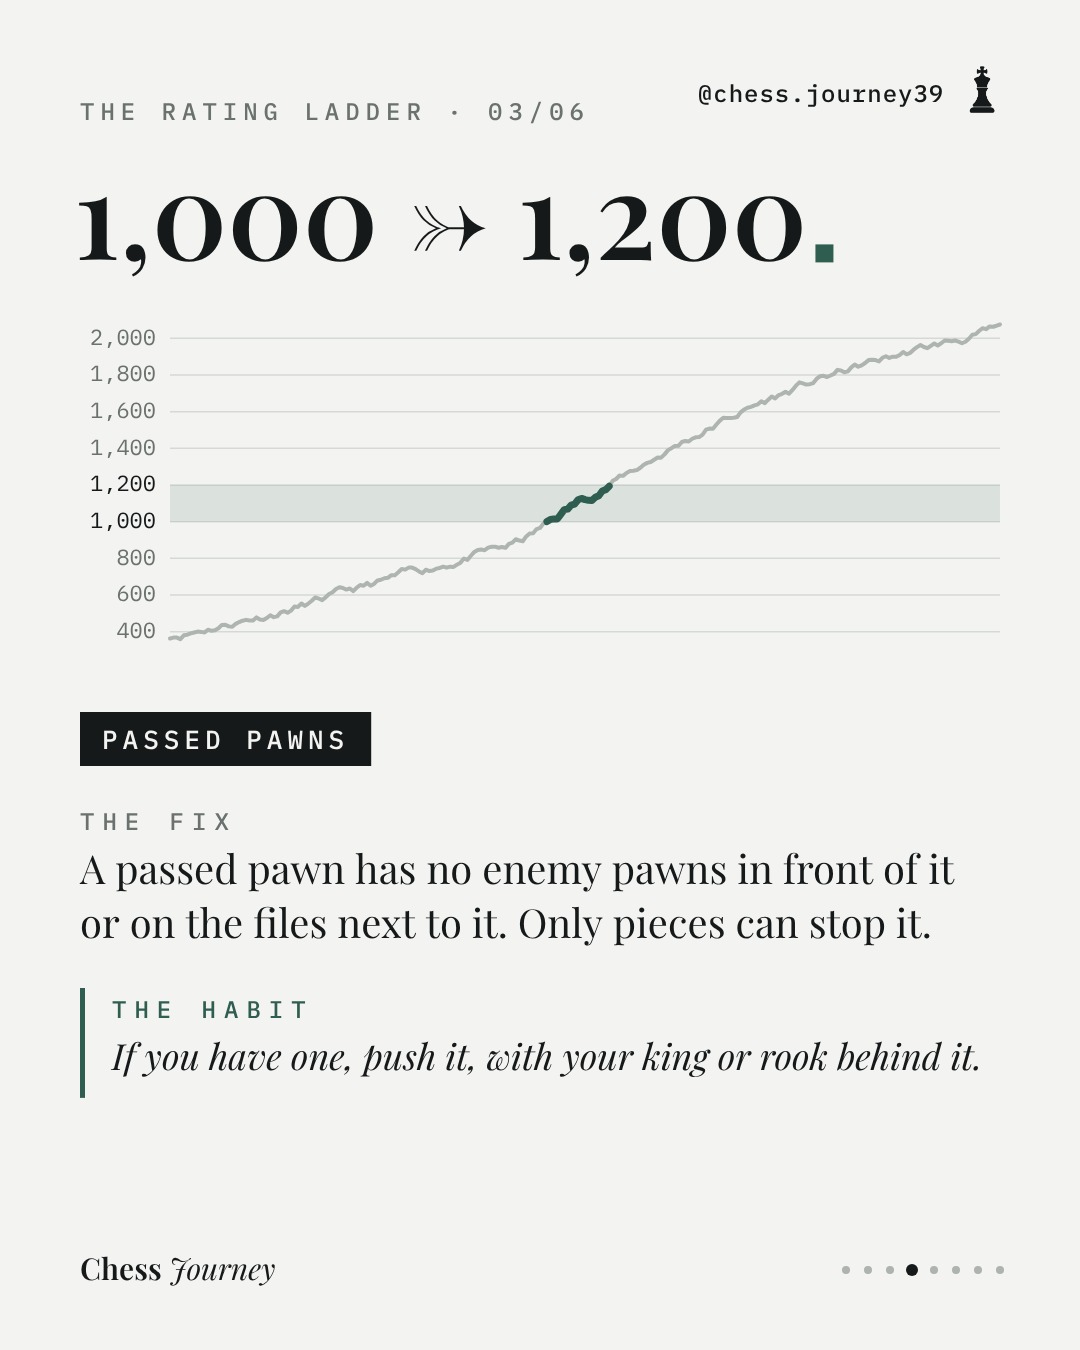 THE RATING LADDER · 03/06
@chess.journey39
1,000 ➳ 1,200.
2,000
1,800
1,600
1,400
1,200
1,000
800
600
400
PASSED PAWNS
THE FIX
A passed pawn has no enemy pawns in front of it
or on the files next to it. Only pieces can stop it.
THE HABIT
If you have one, push it, with your king or rook behind it.
Chess Journey